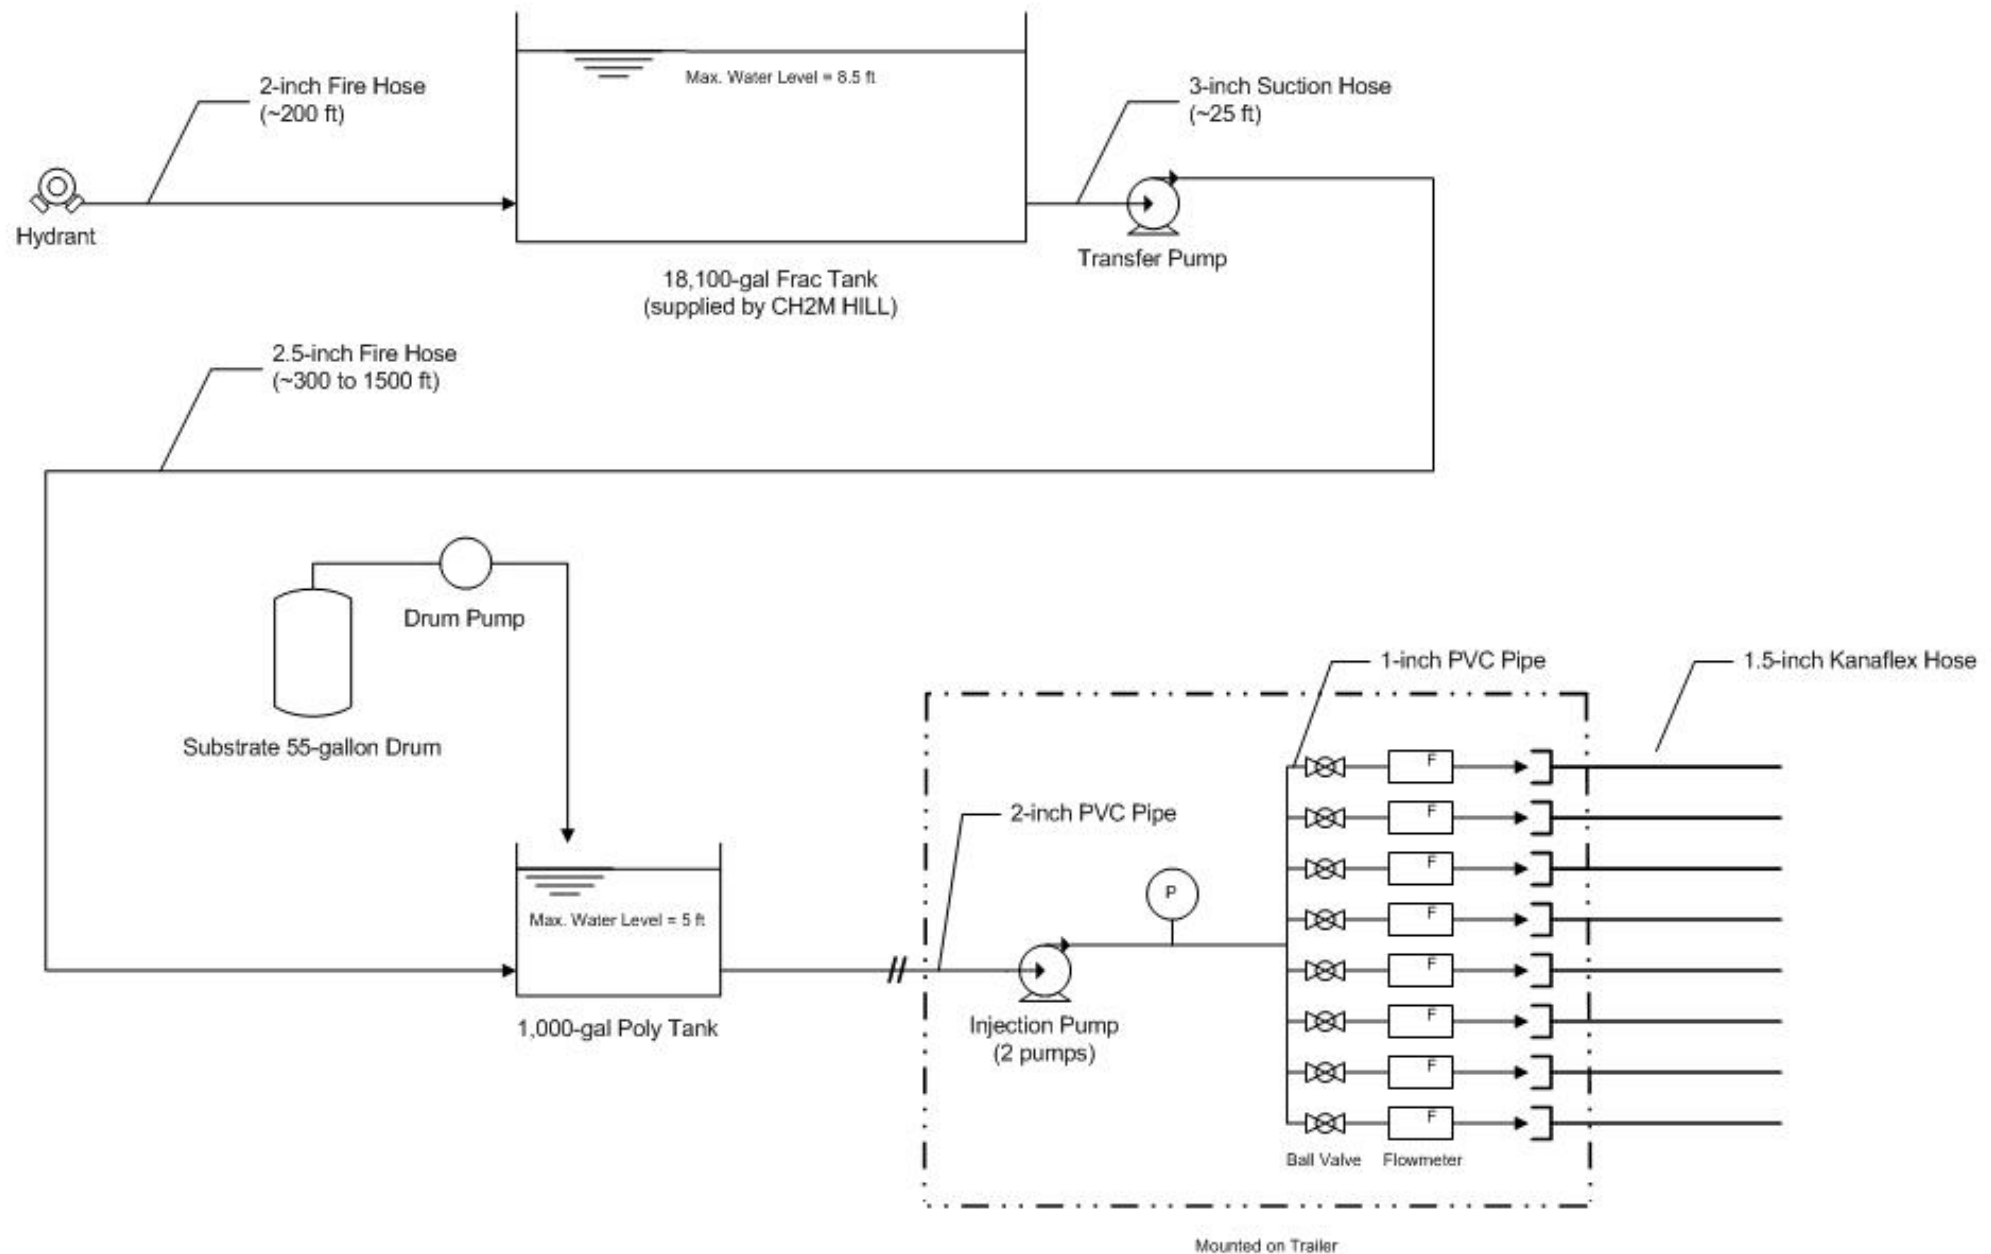 Max. Water Level = 8.5 ft
2-inch Fire Hose
(~200 ft)
3-inch Suction Hose
(~25 ft)
Hydrant
Transfer Pump
18,100-gal Frac Tank
(supplied by CH2M HILL)
2.5-inch Fire Hose
(~300 to 1500 ft)
Drum Pump
Substrate 55-gallon Drum
1-inch PVC Pipe
1.5-inch Kanaflex Hose
2-inch PVC Pipe
F
F
F
F
F
F
F
F
P
Max. Water Level = 5 ft
1,000-gal Poly Tank
Injection Pump
(2 pumps)
Ball Valve
Flowmeter
Mounted on Trailer